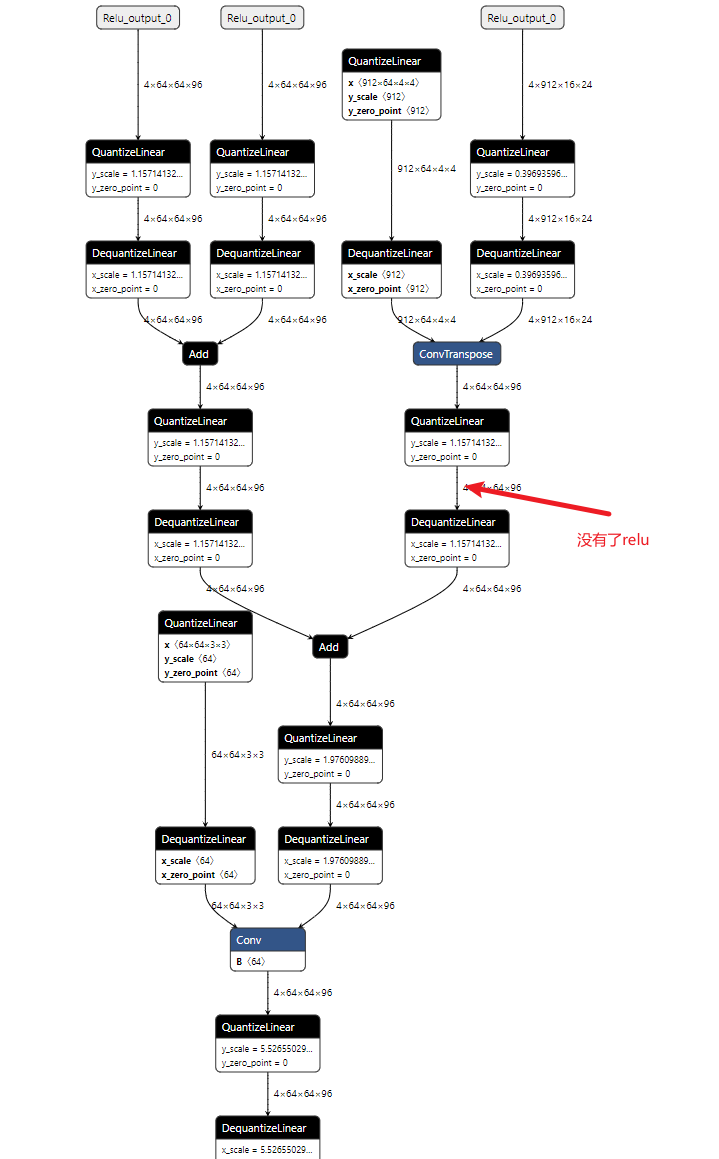 Relu_output_0
Relu_output_0
Relu_output_0
QuantizeLinear
x 〈912×64×4×4〉
y_scale 〈912〉
y_zero_point 〈912〉
4×64×64×96
4×64×64×96
4×912×16×24
QuantizeLinear
y_scale = 1.15714132...
y_zero_point = 0
QuantizeLinear
y_scale = 1.15714132...
y_zero_point = 0
912×64×4×4
QuantizeLinear
y_scale = 0.39693596...
y_zero_point = 0
4×64×64×96
4×64×64×96
4×912×16×24
DequantizeLinear
x_scale = 1.15714132...
x_zero_point = 0
DequantizeLinear
x_scale = 1.15714132...
x_zero_point = 0
DequantizeLinear
x_scale 〈912〉
x_zero_point 〈912〉
DequantizeLinear
x_scale = 0.39693596...
x_zero_point = 0
4×64×64×96
4×64×64×96
912×64×4×4
4×912×16×24
Add
ConvTranspose
4×64×64×96
4×64×64×96
QuantizeLinear
y_scale = 1.15714132...
y_zero_point = 0
QuantizeLinear
y_scale = 1.15714132...
y_zero_point = 0
4×64×64×96
4×64×64×96
没有了relu
DequantizeLinear
x_scale = 1.15714132...
x_zero_point = 0
DequantizeLinear
x_scale = 1.15714132...
x_zero_point = 0
4×64×64×96
4×64×64×96
QuantizeLinear
x 〈64×64×3×3〉
y_scale 〈64〉
y_zero_point 〈64〉
Add
4×64×64×96
QuantizeLinear
y_scale = 1.97609889...
y_zero_point = 0
64×64×3×3
4×64×64×96
DequantizeLinear
x_scale 〈64〉
x_zero_point 〈64〉
DequantizeLinear
x_scale = 1.97609889...
x_zero_point = 0
64×64×3×3
4×64×64×96
Conv
B 〈64〉
4×64×64×96
QuantizeLinear
y_scale = 5.52655029...
y_zero_point = 0
4×64×64×96
DequantizeLinear
x_scale = 5.52655029...